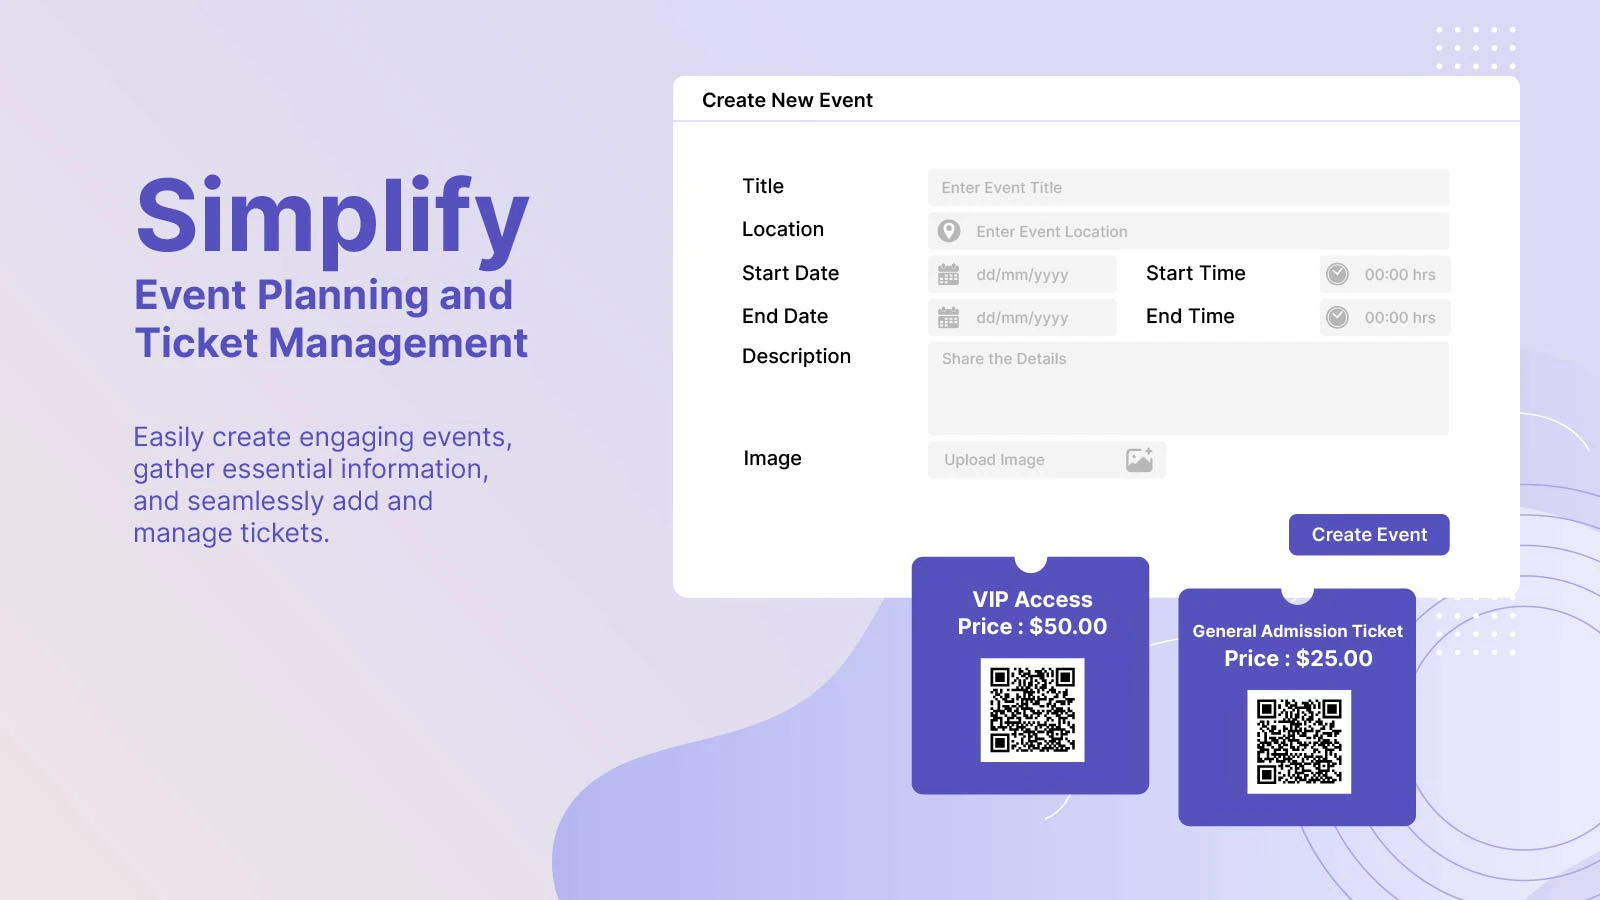 Simplify
Event Planning and
Ticket Management
Easily create engaging events,
gather essential information,
and seamlessly add and
manage tickets.
Create New Event
Title
Enter Event Title
Location
Enter Event Location
Start Date
dd/mm/yyyy
Start Time
00:00 hrs
End Date
dd/mm/yyyy
End Time
00:00 hrs
Description
Share the Details
Image
Upload Image
Create Event
VIP Access
Price : $50.00
General Admission Ticket
Price : $25.00